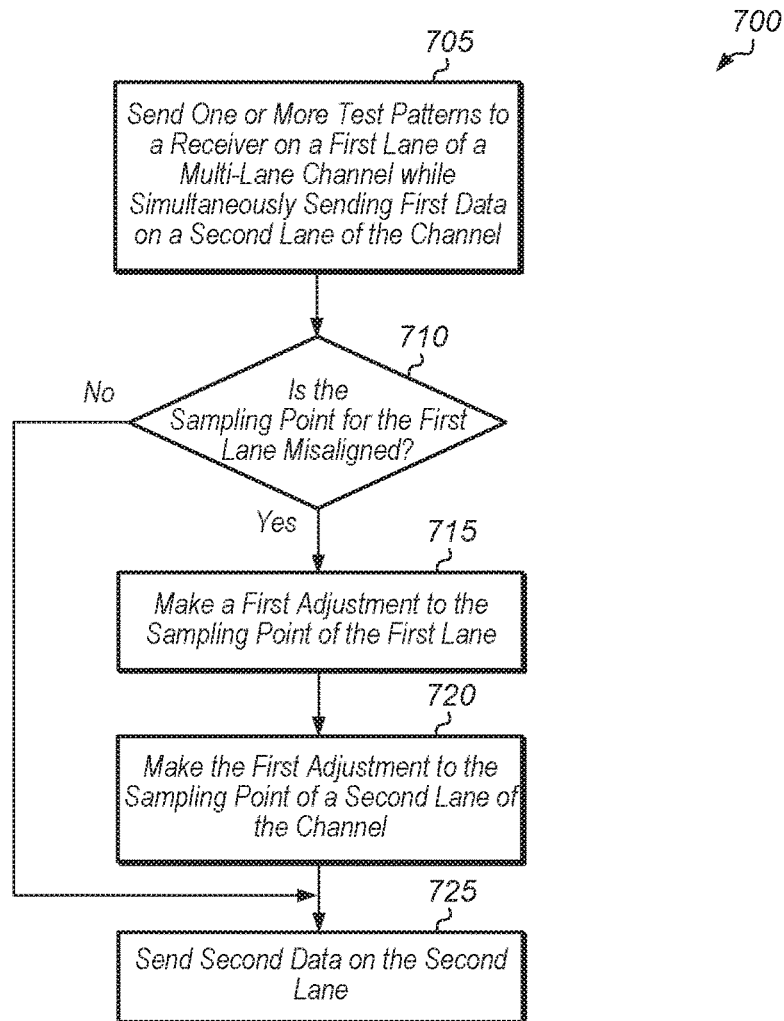 700
705
Send One or More Test Patterns to
a Receiver on a First Lane of a
Multi-Lane Channel while
Simultaneously Sending First Data
on a Second Lane of the Channel
710
No
Is the
Sampling Point for the First
Lane Misaligned?
Yes
715
Make a First Adjustment to the
Sampling Point of the First Lane
720
Make the First Adjustment to the
Sampling Point of a Second Lane of
the Channel
725
Send Second Data on the Second
Lane